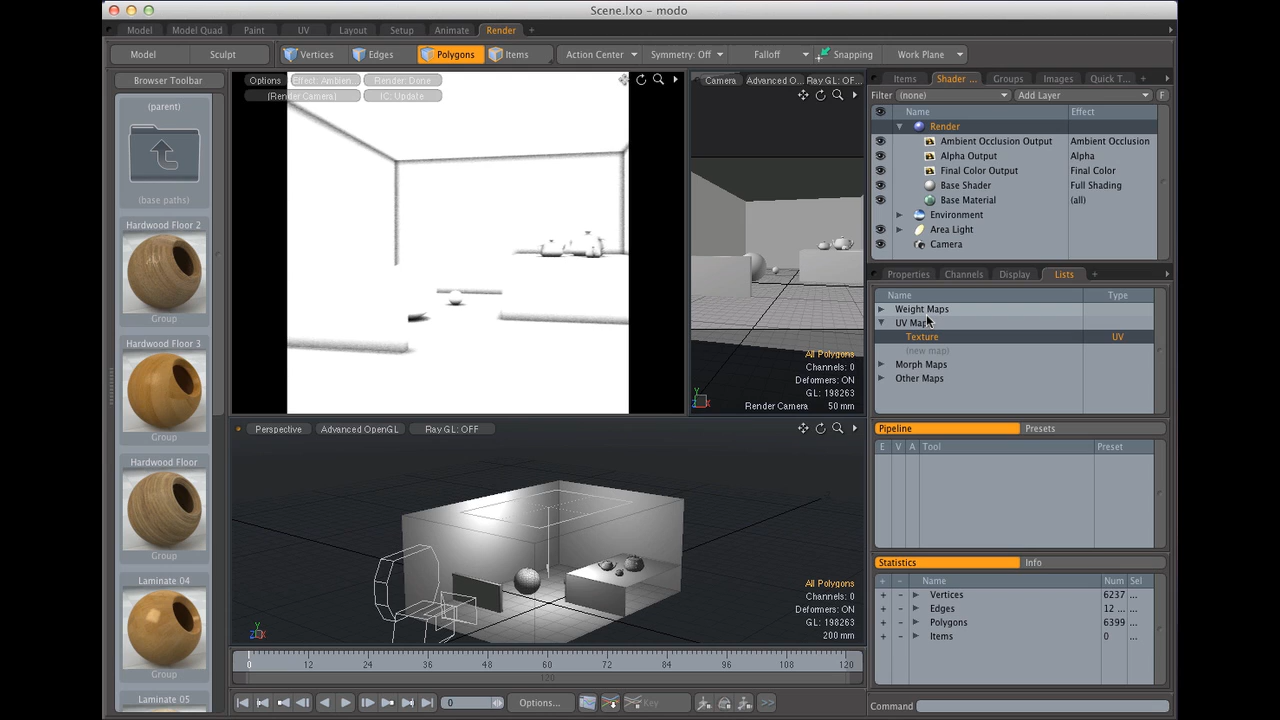 Scene.lxo – modo
Model Model Quad Paint UV Layout Setup Animate Render
Model Sculpt Vertices Edges Polygons Items Action Center Symmetry: Off Falloff Snapping Work Plane
Browser Toolbar
(parent)
(base paths)
Hardwood Floor 2
Group
Hardwood Floor 3
Group
Hardwood Floor
Group
Laminate 04
Group
Laminate 05
Options Effect: Ambien... Render: Done
(Render Camera) IC: Update
Camera Advanced O... Ray GL: OF...
All Polygons
Channels: 0
Deformers: ON
GL: 198263
Render Camera 50 mm
Perspective Advanced OpenGL Ray GL: OFF
All Polygons
Channels: 0
Deformers: ON
GL: 198263
200 mm
0 12 24 36 48 60 72 84 96 108 120
120
0 Options... Key
Items Shader ... Groups Images Quick T...
Filter (none) Add Layer F
Name Effect
Render
Ambient Occlusion Output Ambient Occlusion
Alpha Output Alpha
Final Color Output Final Color
Base Shader Full Shading
Base Material (all)
Environment
Area Light
Camera
Properties Channels Display Lists
Name Type
Weight Maps
UV Maps
Texture UV
(new map)
Morph Maps
Other Maps
Pipeline Presets
E V A Tool Preset
Statistics Info
+ – Name Num Sel
+ – Vertices 6237 ...
+ – Edges 12 ... ...
+ – Polygons 6399 ...
+ – Items 0 ...
Command